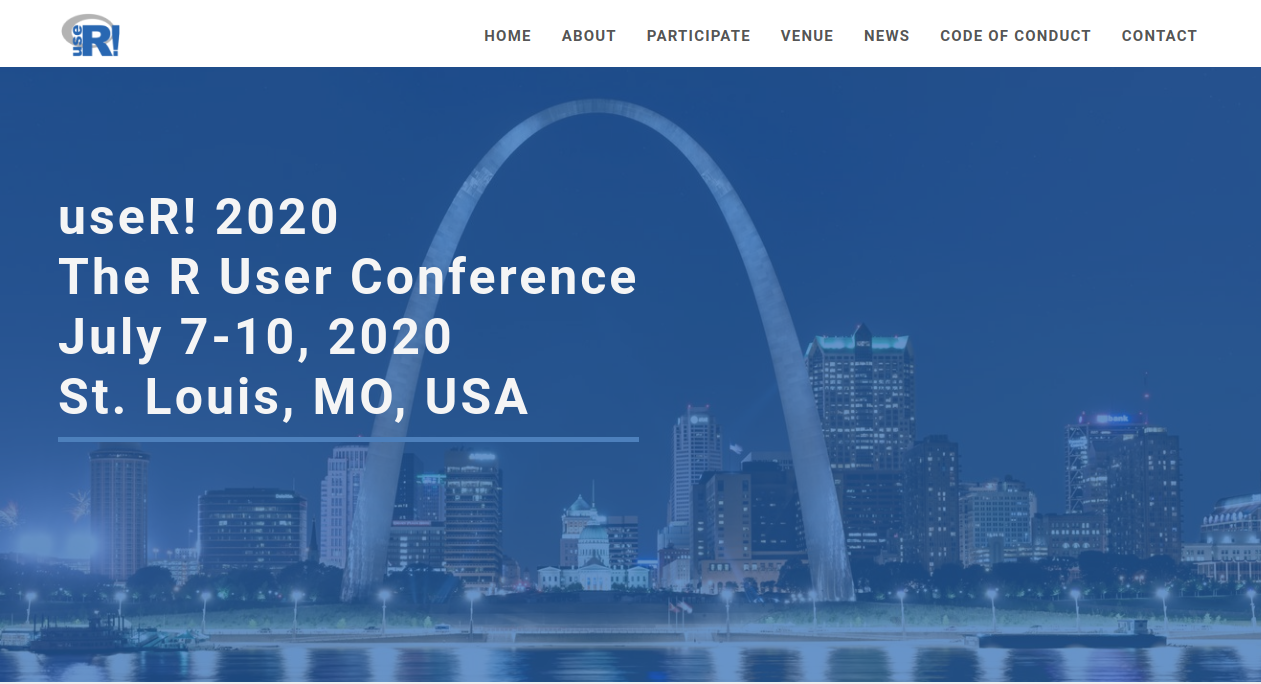 useR!
HOME ABOUT PARTICIPATE VENUE NEWS CODE OF CONDUCT CONTACT
useR! 2020
The R User Conference
July 7-10, 2020
St. Louis, MO, USA